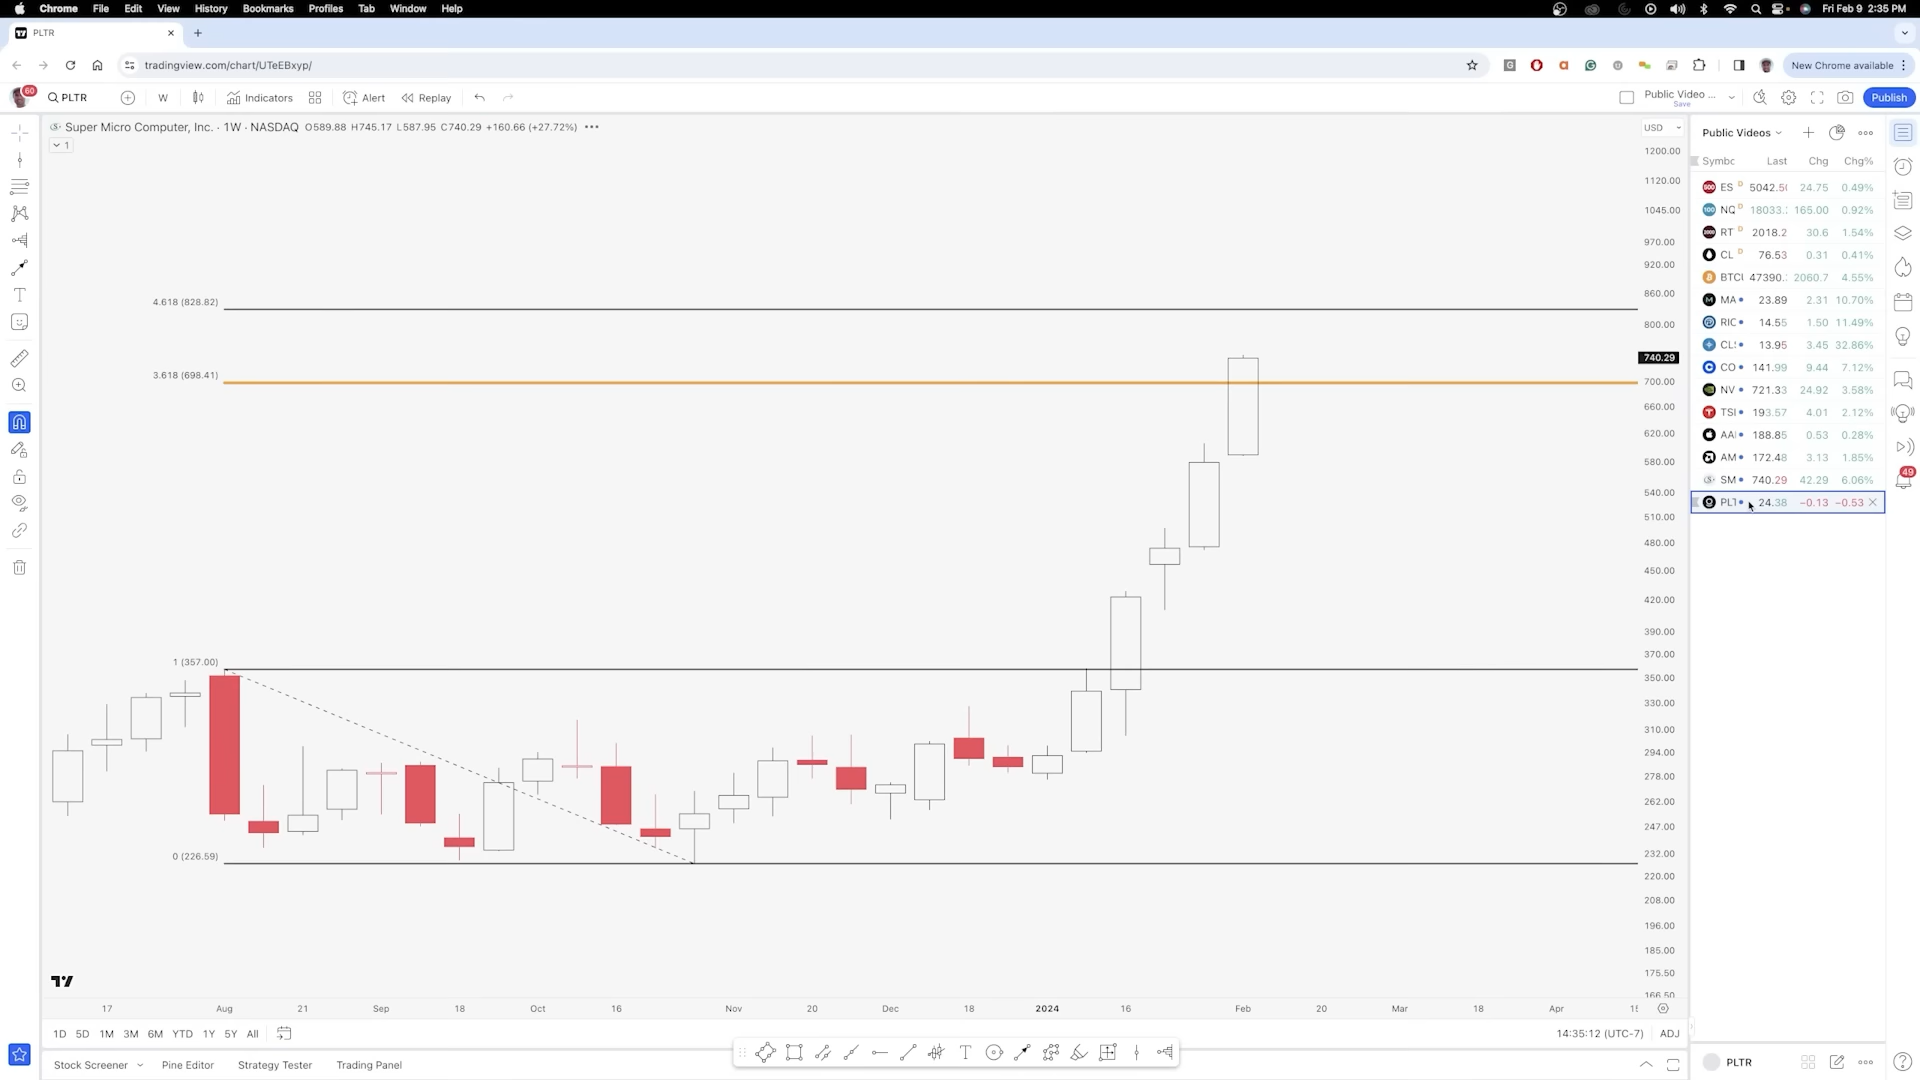 Chrome File Edit View History Bookmarks Profiles Tab Window Help Fri Feb 9 2:35 PM
PLTR
tradingview.com/chart/UTeEBxyp/ New Chrome available
60 PLTR W Indicators Alert Replay Public Video ... Save Publish
Super Micro Computer, Inc. · 1W · NASDAQ O589.88 H745.17 L587.95 C740.29 +160.66 (+27.72%)
1
USD
1200.00
1120.00
1045.00
970.00
920.00
860.00
800.00
740.29
700.00
660.00
620.00
580.00
540.00
510.00
480.00
450.00
420.00
390.00
370.00
350.00
330.00
310.00
294.00
278.00
262.00
247.00
232.00
220.00
208.00
196.00
185.00
175.50
166.50
4.618 (828.82)
3.618 (698.41)
1 (357.00)
0 (226.59)
17 Aug 21 Sep 18 Oct 16 Nov 20 Dec 18 2024 16 Feb 20 Mar 18 Apr
1D 5D 1M 3M 6M YTD 1Y 5Y All 14:35:12 (UTC-7) ADJ
Stock Screener Pine Editor Strategy Tester Trading Panel
Public Videos
Symbc Last Chg Chg%
ES D 5042.50 24.75 0.49%
NQ D 18033. 165.00 0.92%
RT D 2018.2 30.6 1.54%
CL D 76.53 0.31 0.41%
BTC 47390. 2060.7 4.55%
MA 23.89 2.31 10.70%
RIC 14.55 1.50 11.49%
CL 13.95 3.45 32.86%
CO 141.99 9.44 7.12%
NV 721.33 24.92 3.58%
TSI 193.57 4.01 2.12%
AA 188.85 0.53 0.28%
AM 172.48 3.13 1.85%
SM 740.29 42.29 6.06%
PLT 24.38 −0.13 −0.53
49
PLTR